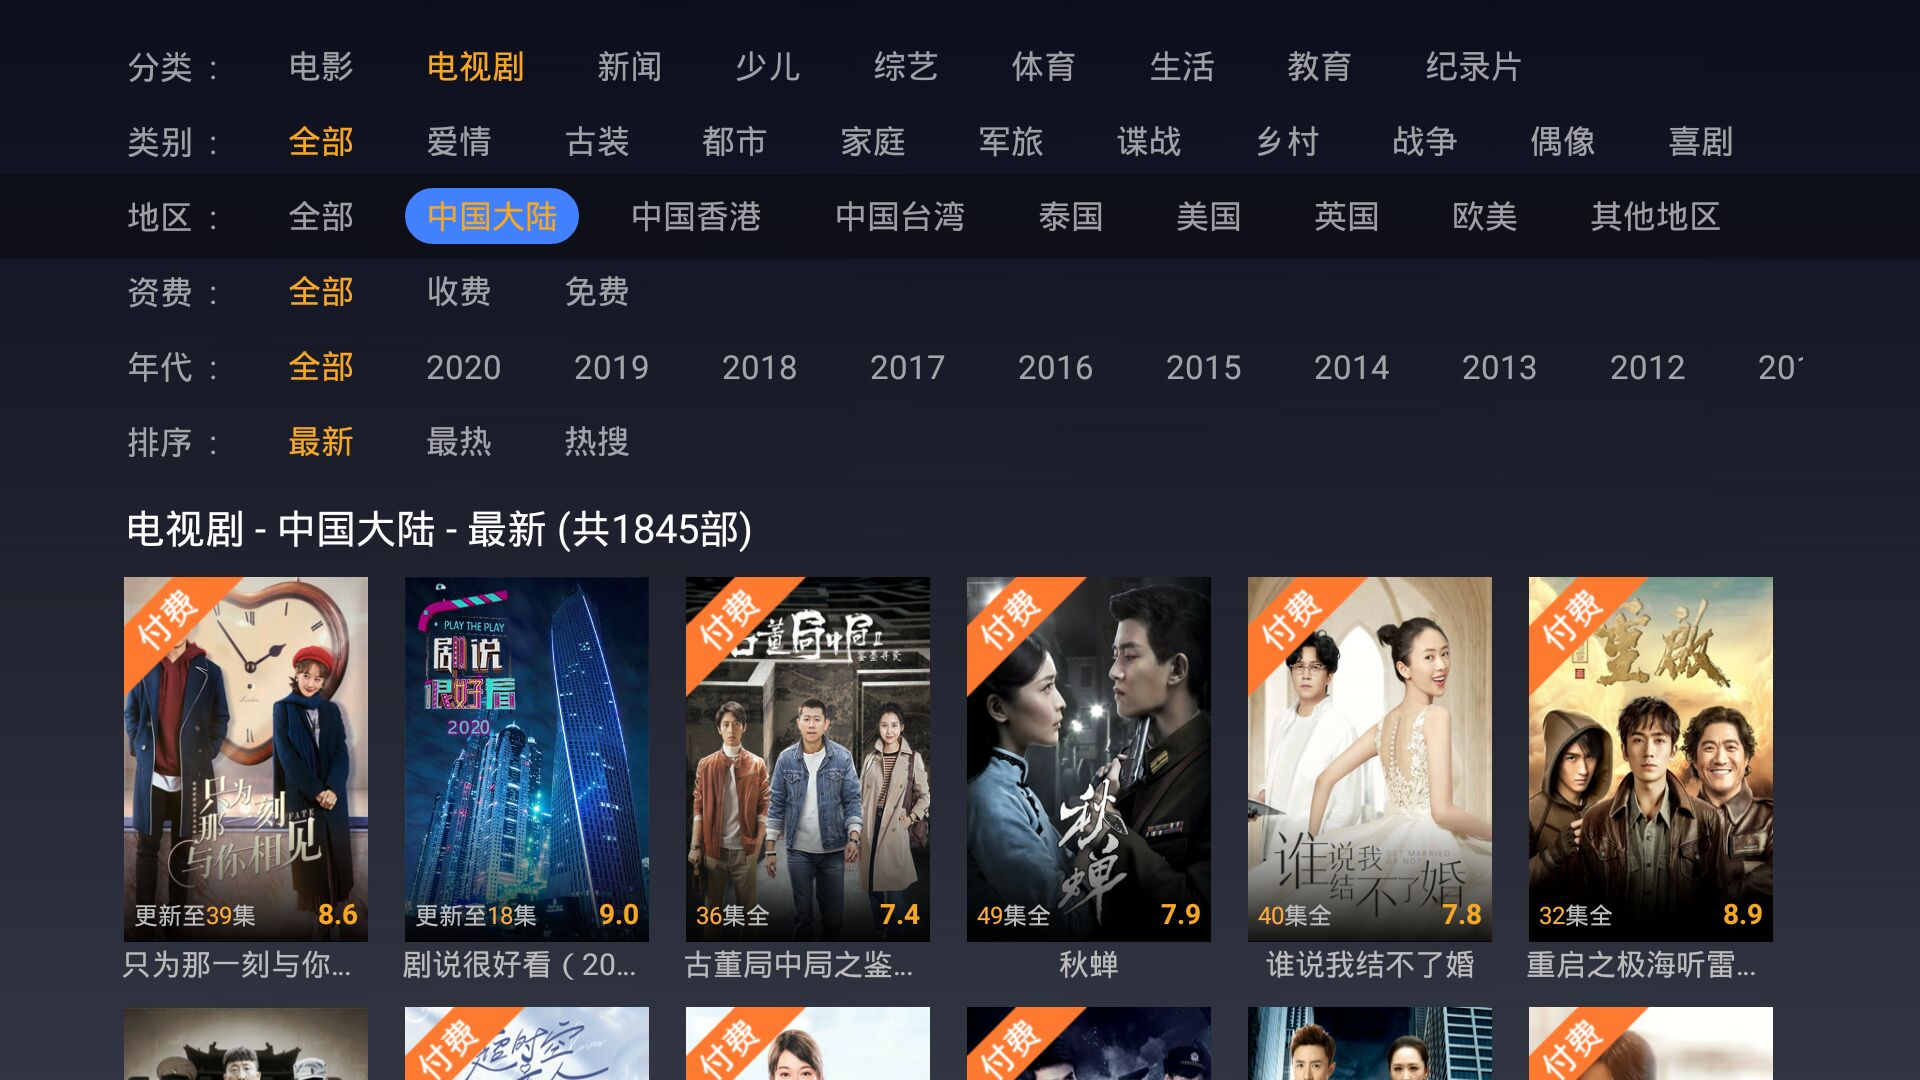 分类 : 电影 电视剧 新闻 少儿 综艺 体育 生活 教育 纪录片
类别 : 全部 爱情 古装 都市 家庭 军旅 谍战 乡村 战争 偶像 喜剧
地区 : 全部 中国大陆 中国香港 中国台湾 泰国 美国 英国 欧美 其他地区
资费 : 全部 收费 免费
年代 : 全部 2020 2019 2018 2017 2016 2015 2014 2013 2012 201
排序 : 最新 最热 热搜
电视剧 - 中国大陆 - 最新 (共1845部)
付费
只为
那一刻
FATE
与你相见
更新至39集 8.6
只为那一刻与你...
PLAY THE PLAY
剧说
很好看
2020
更新至18集 9.0
剧说很好看（20...
付费
古董局中局II
36集全 7.4
古董局中局之鉴...
付费
秋蝉
49集全 7.9
秋蝉
付费
谁说我
GET MARRIED
OR NOT
结不了婚
40集全 7.8
谁说我结不了婚
付费
重启
32集全 8.9
重启之极海听雷...
付费
超时空
付费
付费
付费